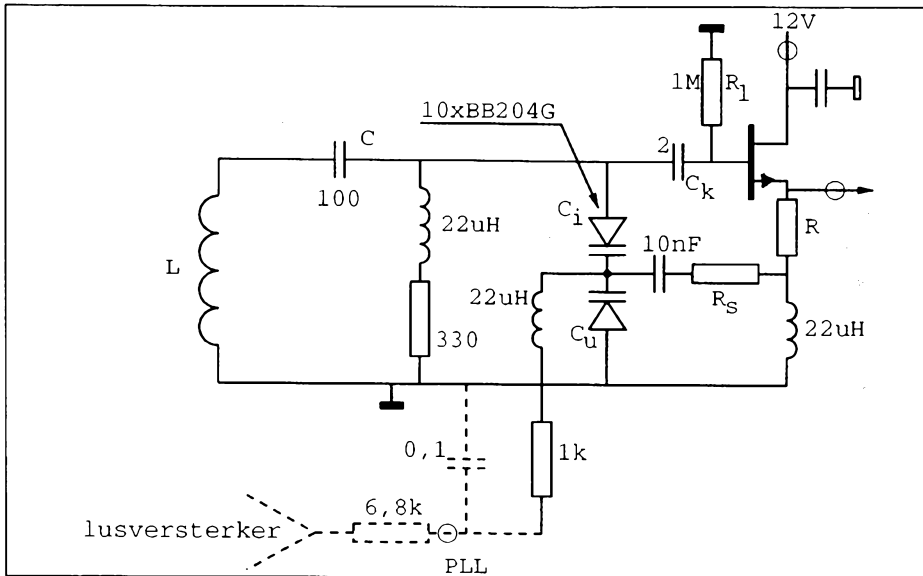 12V
1M
R1
10xBB204G
C
2
Ck
100
Ci
22uH
10nF
R
L
22uH
RS
330
Cu
22uH
0,1
1k
6,8k
lusversterker
PLL